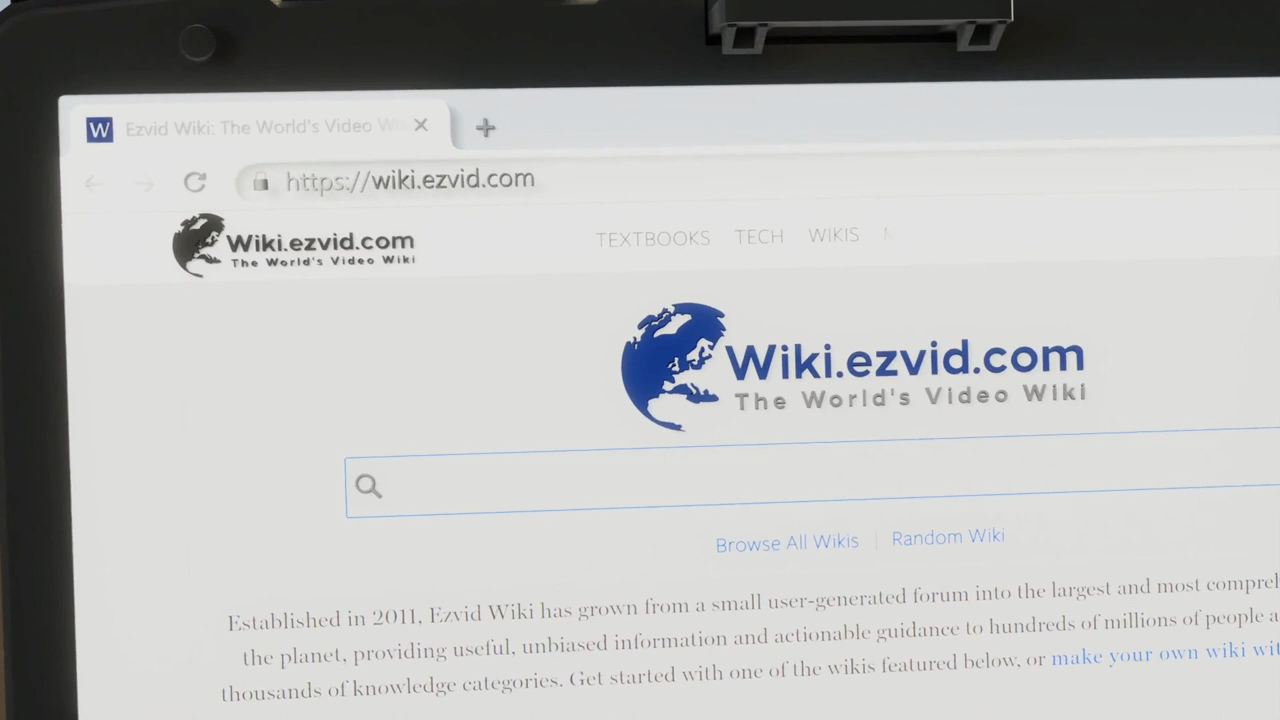 W Ezvid Wiki: The World's Video
https://wiki.ezvid.com
Wiki.ezvid.com
The World's Video Wiki
TEXTBOOKS TECH WIKIS
Wiki.ezvid.com
The World's Video Wiki
Browse All Wikis | Random Wiki
Established in 2011, Ezvid Wiki has grown from a small user-generated forum into the largest and most
the planet, providing useful, unbiased information and actionable guidance to hundreds of millions of people
thousands of knowledge categories. Get started with one of the wikis featured below, or make your own wiki